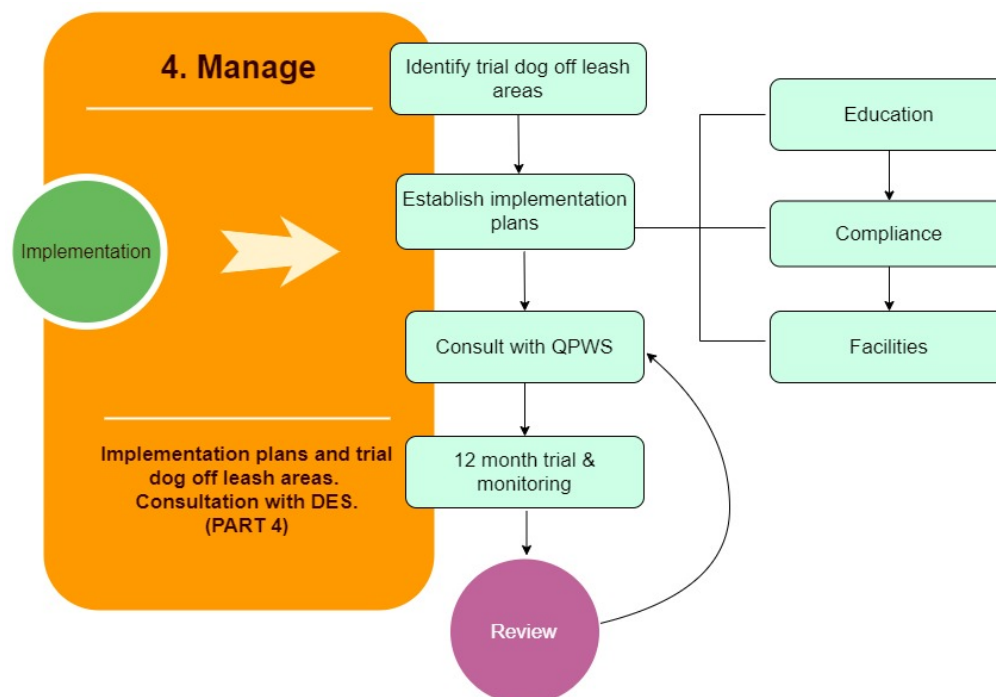 4. Manage
Implementation
Implementation plans and trial
dog off leash areas.
Consultation with DES.
(PART 4)
Identify trial dog off leash
areas
Establish implementation
plans
Consult with QPWS
12 month trial &
monitoring
Review
Education
Compliance
Facilities